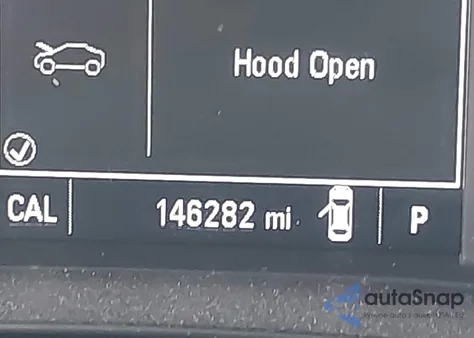 Hood Open
CAL 146282 mi P
autoSnap